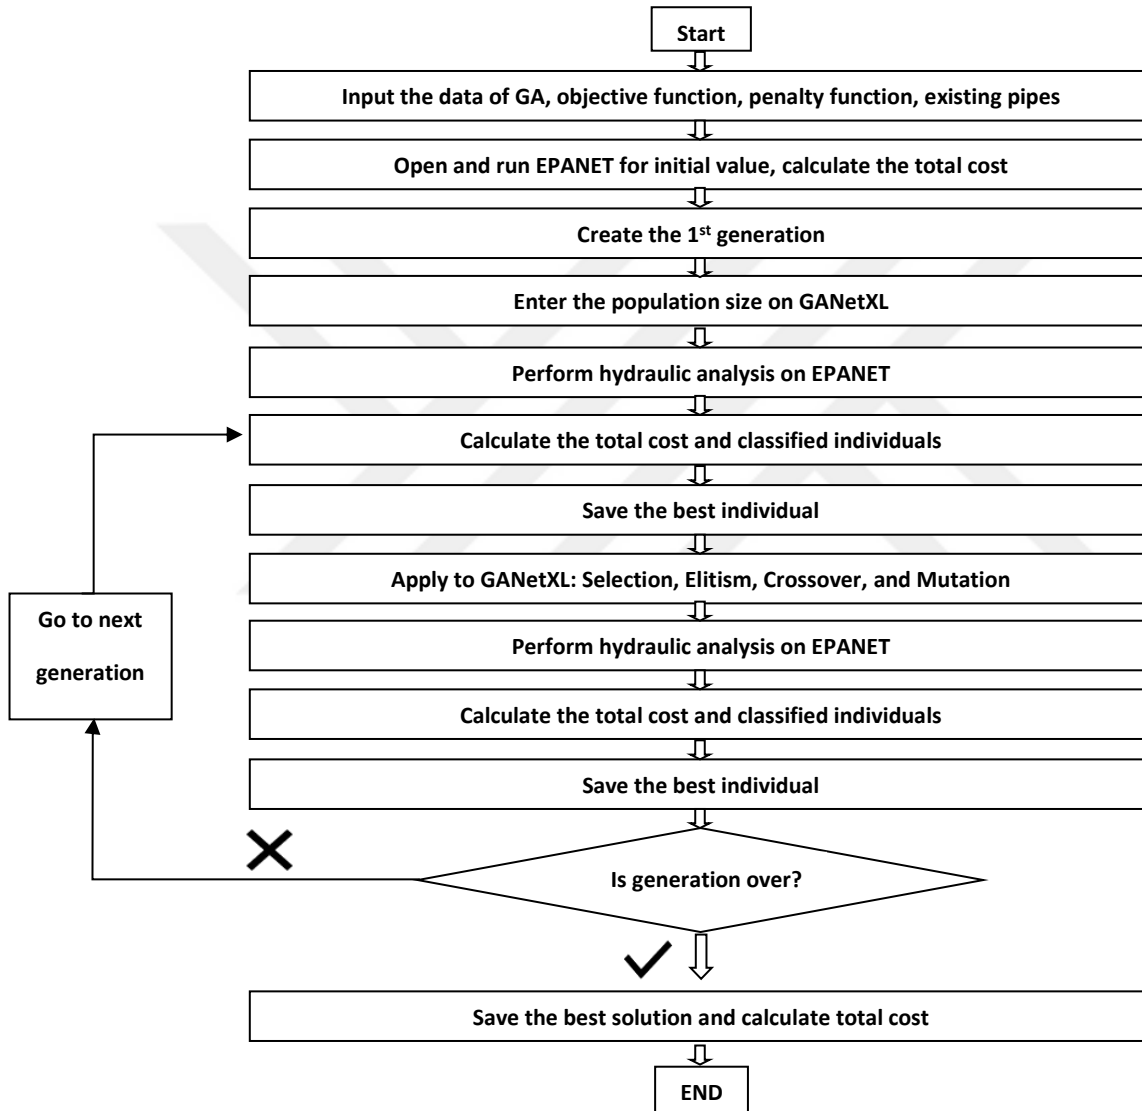 Start
Input the data of GA, objective function, penalty function, existing pipes
Open and run EPANET for initial value, calculate the total cost
Create the 1st generation
Enter the population size on GANetXL
Perform hydraulic analysis on EPANET
Calculate the total cost and classified individuals
Save the best individual
Apply to GANetXL: Selection, Elitism, Crossover, and Mutation
Go to next
generation
Perform hydraulic analysis on EPANET
Calculate the total cost and classified individuals
Save the best individual
Is generation over?
Save the best solution and calculate total cost
END